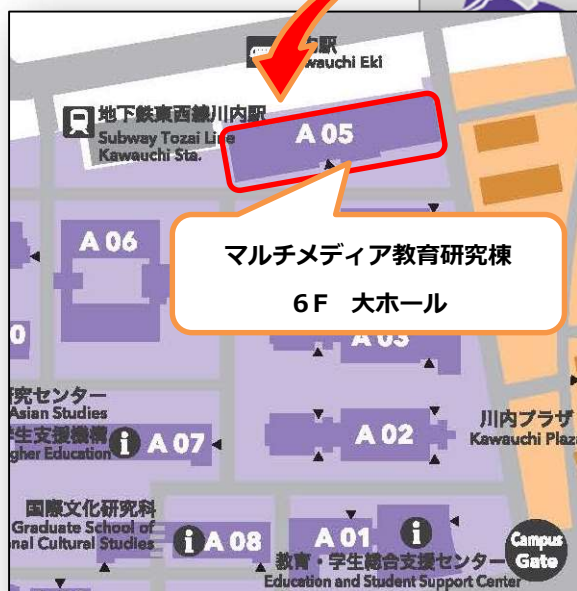 内駅
wauchi Eki
地下鉄東西線川内駅
Subway Tozai Line
Kawauchi Sta.
A 05
A 06
マルチメディア教育研究棟
6F 大ホール
0
A 03
究センター
Asian Studies
学生支援機構
gher Education
i
A 07
A 02
川内プラザ
Kawauchi Plaza
国際文化研究科
Graduate School of
nal Cultural Studies
i
A 08
A 01
i
教育・学生総合支援センター
Education and Student Support Center
Campus
Gate